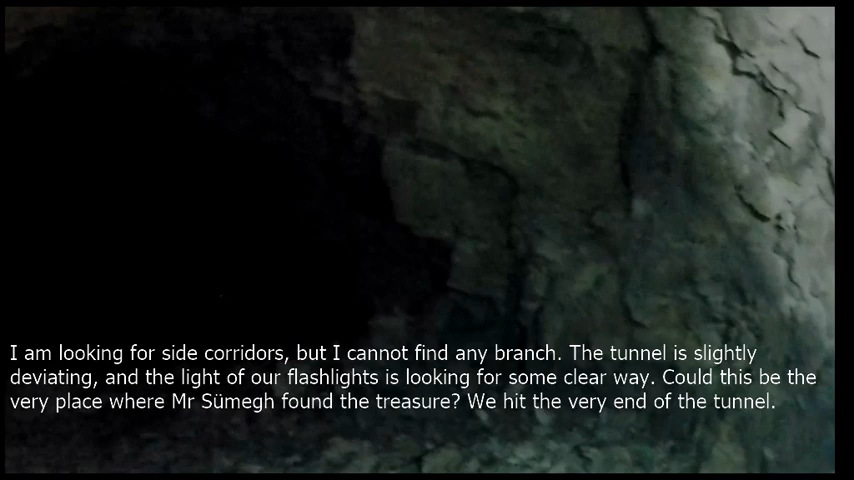 I am looking for side corridors, but I cannot find any branch. The tunnel is slightly
deviating, and the light of our flashlights is looking for some clear way. Could this be the
very place where Mr Sümegh found the treasure? We hit the very end of the tunnel.